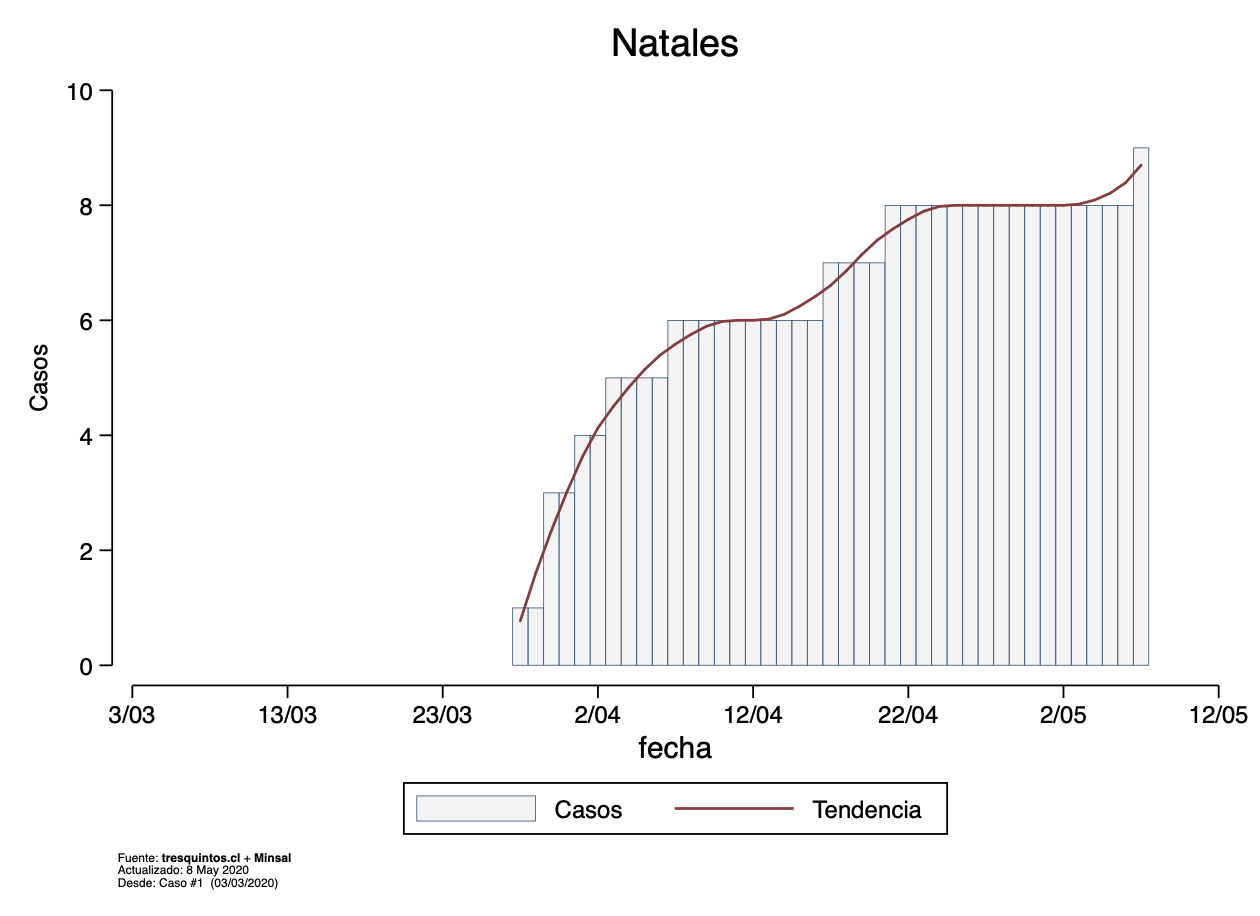 Natales
10
8
6
4
2
0
Casos
3/03 13/03 23/03 2/04 12/04 22/04 2/05 12/05
fecha
Casos Tendencia
Fuente: tresquintos.cl + Minsal
Actualizado: 8 May 2020
Desde: Caso #1 (03/03/2020)